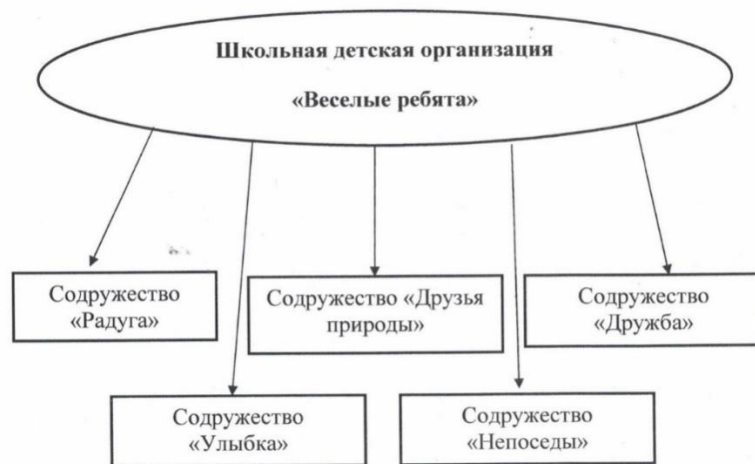 Школьная детская организация
«Веселые ребята»
Содружество
«Радуга»
Содружество «Друзья
природы»
Содружество
«Дружба»
Содружество
«Улыбка»
Содружество
«Непоседы»